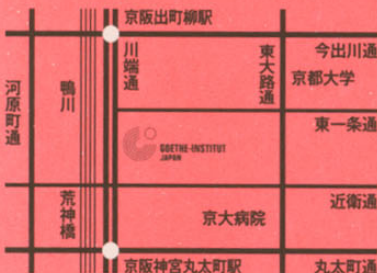 京阪出町柳駅
川端通
東大路通
今出川通
京都大学
河原町通
鴨川
東一条通
GOETHE-INSTITUT
JAPAN
荒神橋
近衛通
京大病院
京阪神宮丸太町駅
丸太町通